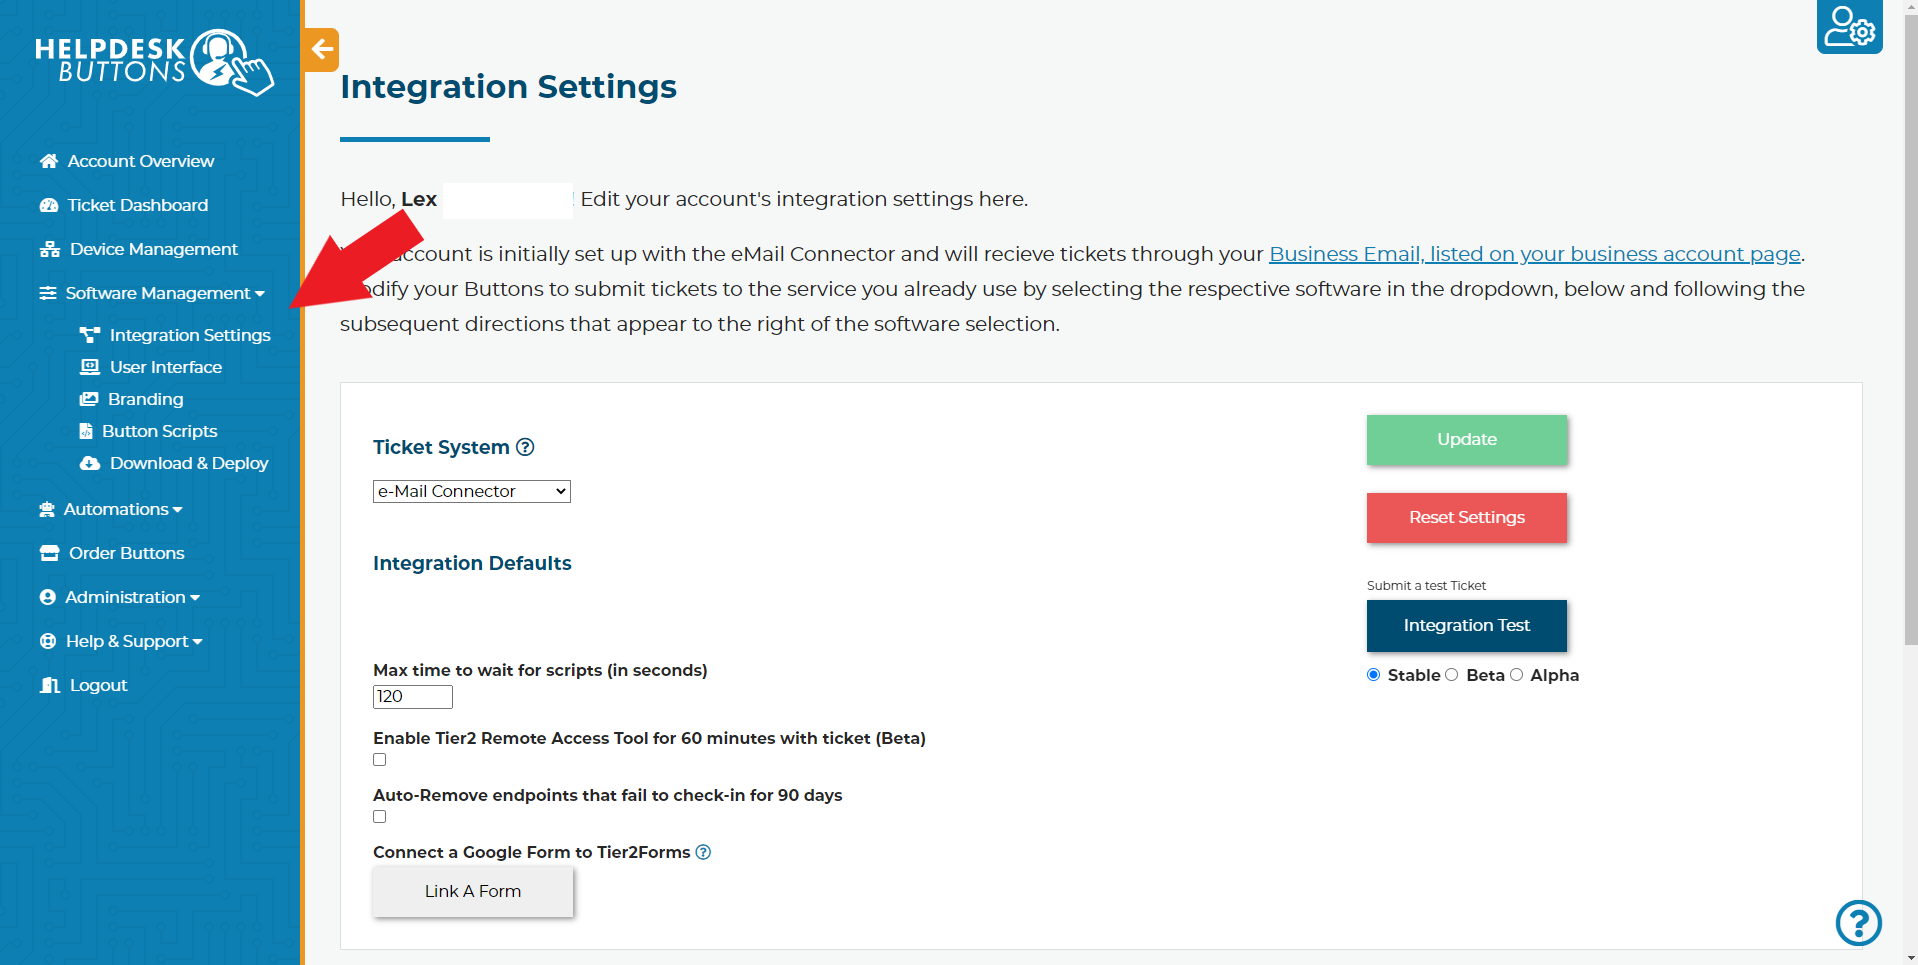 HELPDESK
BUTTONS
Account Overview
Ticket Dashboard
Device Management
Software Management
Integration Settings
User Interface
Branding
Button Scripts
Download & Deploy
Automations
Order Buttons
Administration
Help & Support
Logout
Integration Settings
Hello, Lex ! Edit your account's integration settings here.
account is initially set up with the eMail Connector and will recieve tickets through your Business Email, listed on your business account page.
your Buttons to submit tickets to the service you already use by selecting the respective software in the dropdown, below and following the
subsequent directions that appear to the right of the software selection.
Ticket System ?
e-Mail Connector
Integration Defaults
Max time to wait for scripts (in seconds)
120
Enable Tier2 Remote Access Tool for 60 minutes with ticket (Beta)
Auto-Remove endpoints that fail to check-in for 90 days
Connect a Google Form to Tier2Forms ?
Link A Form
Update
Reset Settings
Submit a test Ticket
Integration Test
Stable Beta Alpha
?